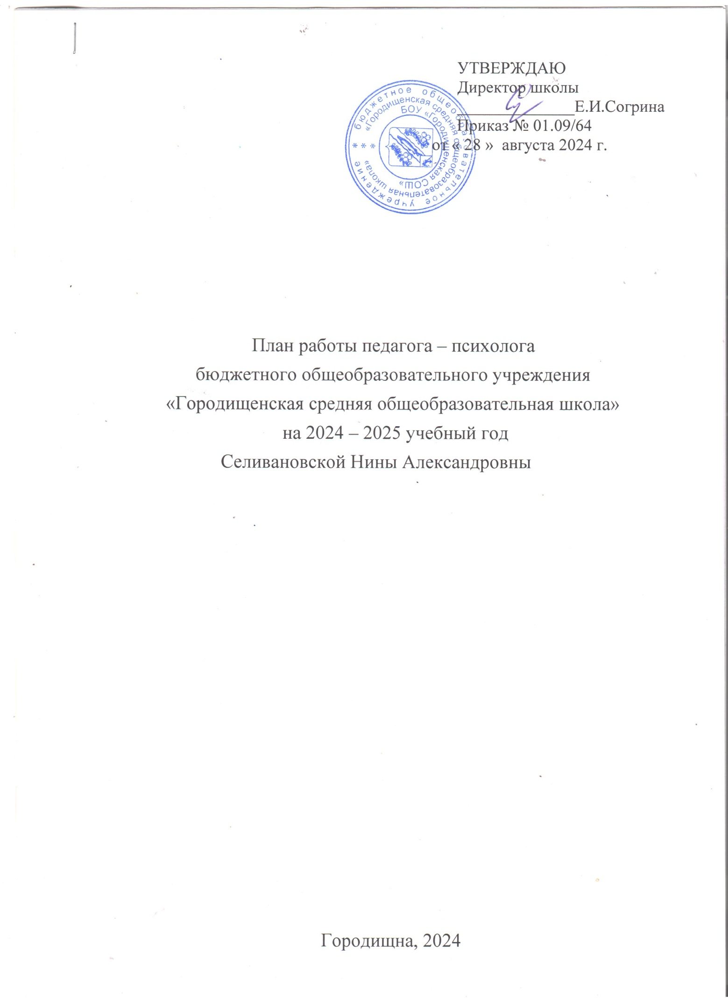 УТВЕРЖДАЮ
Директор школы
______________Е.И.Согрина
Приказ № 01.09/64
от « 28 » августа 2024 г.
* бюджетное общеобразовательное учреждение
* «Городищенская средняя общеобразовательная школа»
* БОУ «Городищенская СОШ»
План работы педагога – психолога
бюджетного общеобразовательного учреждения
«Городищенская средняя общеобразовательная школа»
на 2024 – 2025 учебный год
Селивановской Нины Александровны
Городищна, 2024